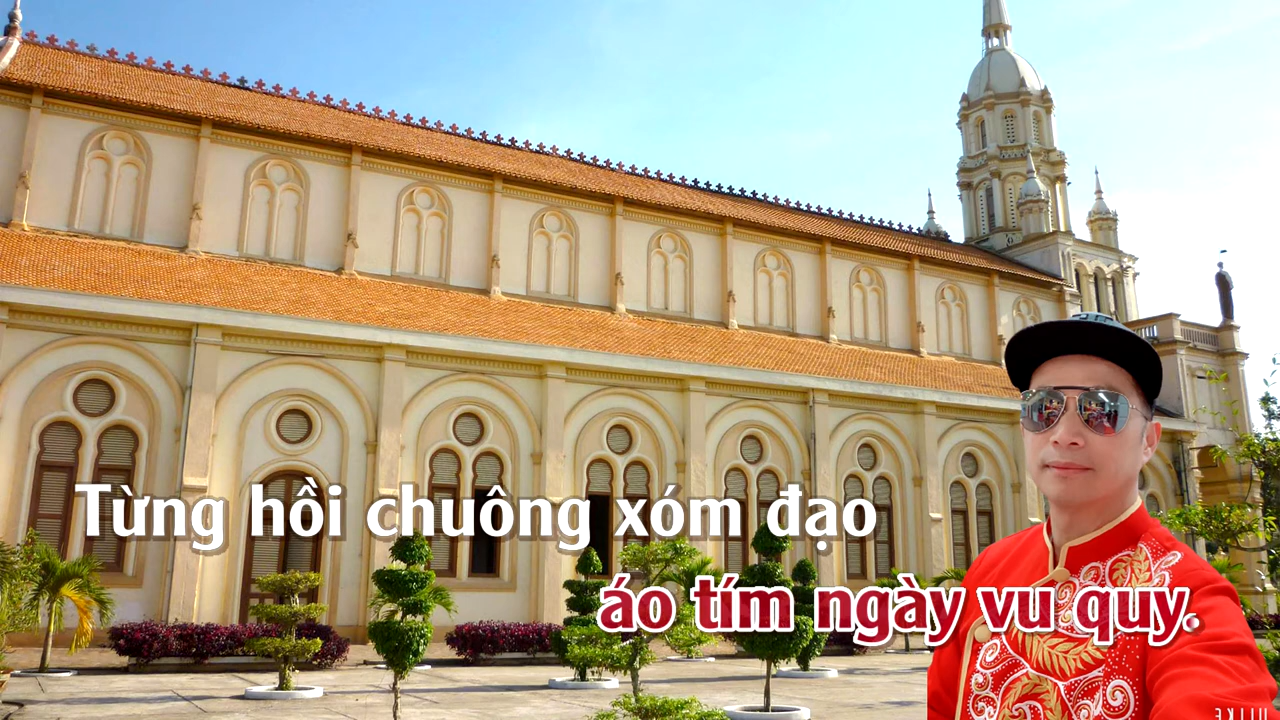 Từng hồi chuông xóm đạo
áo tím ngày vu quy.